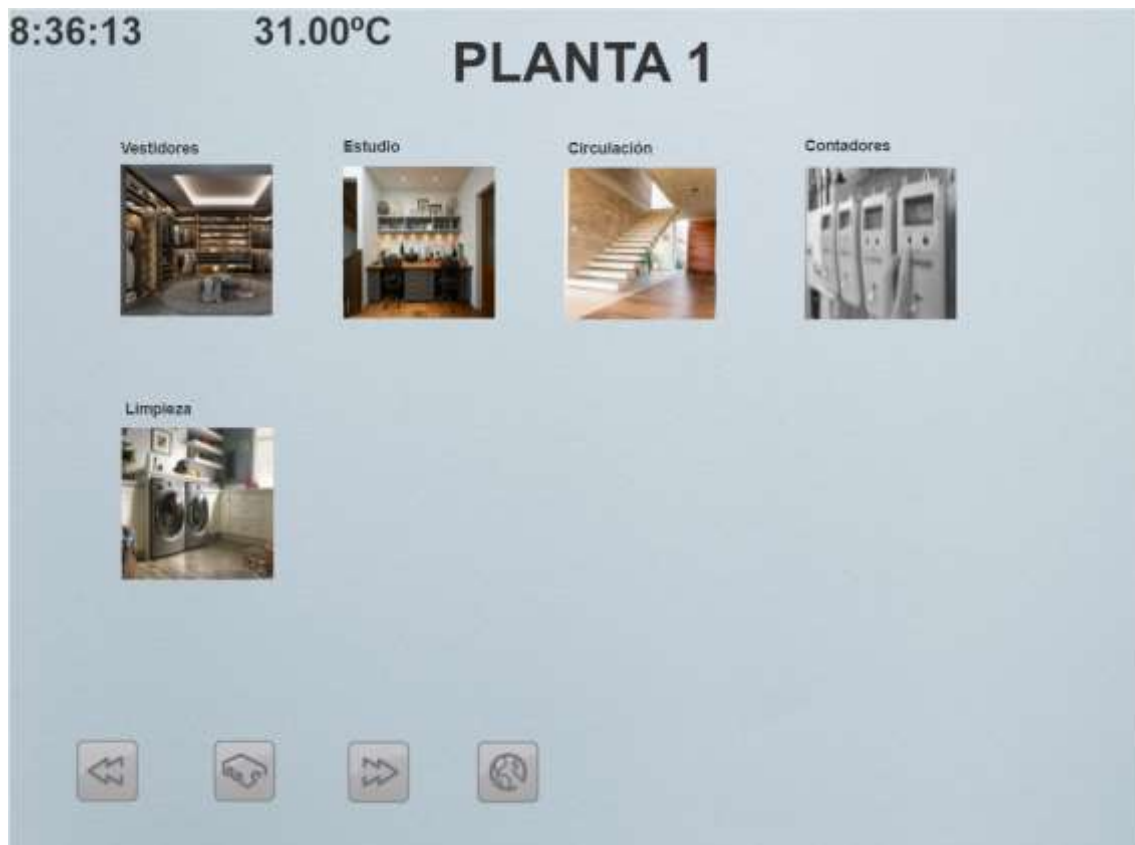 8:36:13 31.00ºC
PLANTA 1
Vestidores Estudio Circulación Contadores
Limpieza